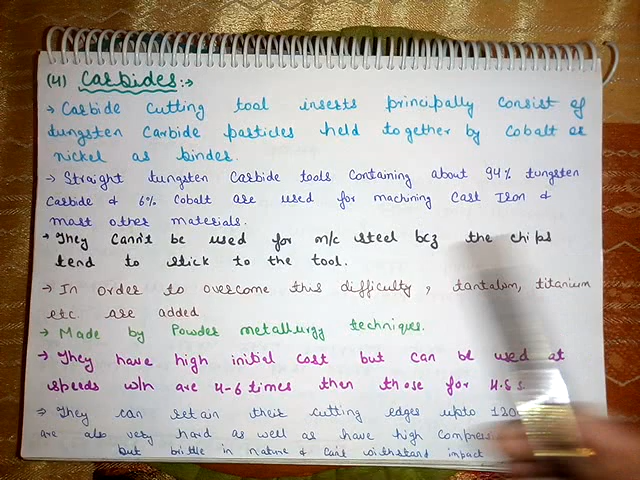 (4) Carbides:→
→ Carbide cutting tool inserts principally consist of
tungsten carbide particles held together by cobalt or
nickel as binder.
→ Straight tungsten carbide tools containing about 94% tungsten
carbide & 6% cobalt are used for machining cast Iron &
most other materials.
→ They cann't be used for m/c steel bcz the chips
tend to stick to the tool.
→ In order to overcome this difficulty, tantalum, titanium
etc. are added
→ Made by Powder metallurgy technique.
→ They have high initial cost but can be used at
speeds w/h are 4-6 times then those for H.S.S
→ They can retain their cutting edges upto
are also very hard as well as have high
but brittle in nature & can't withstand impact